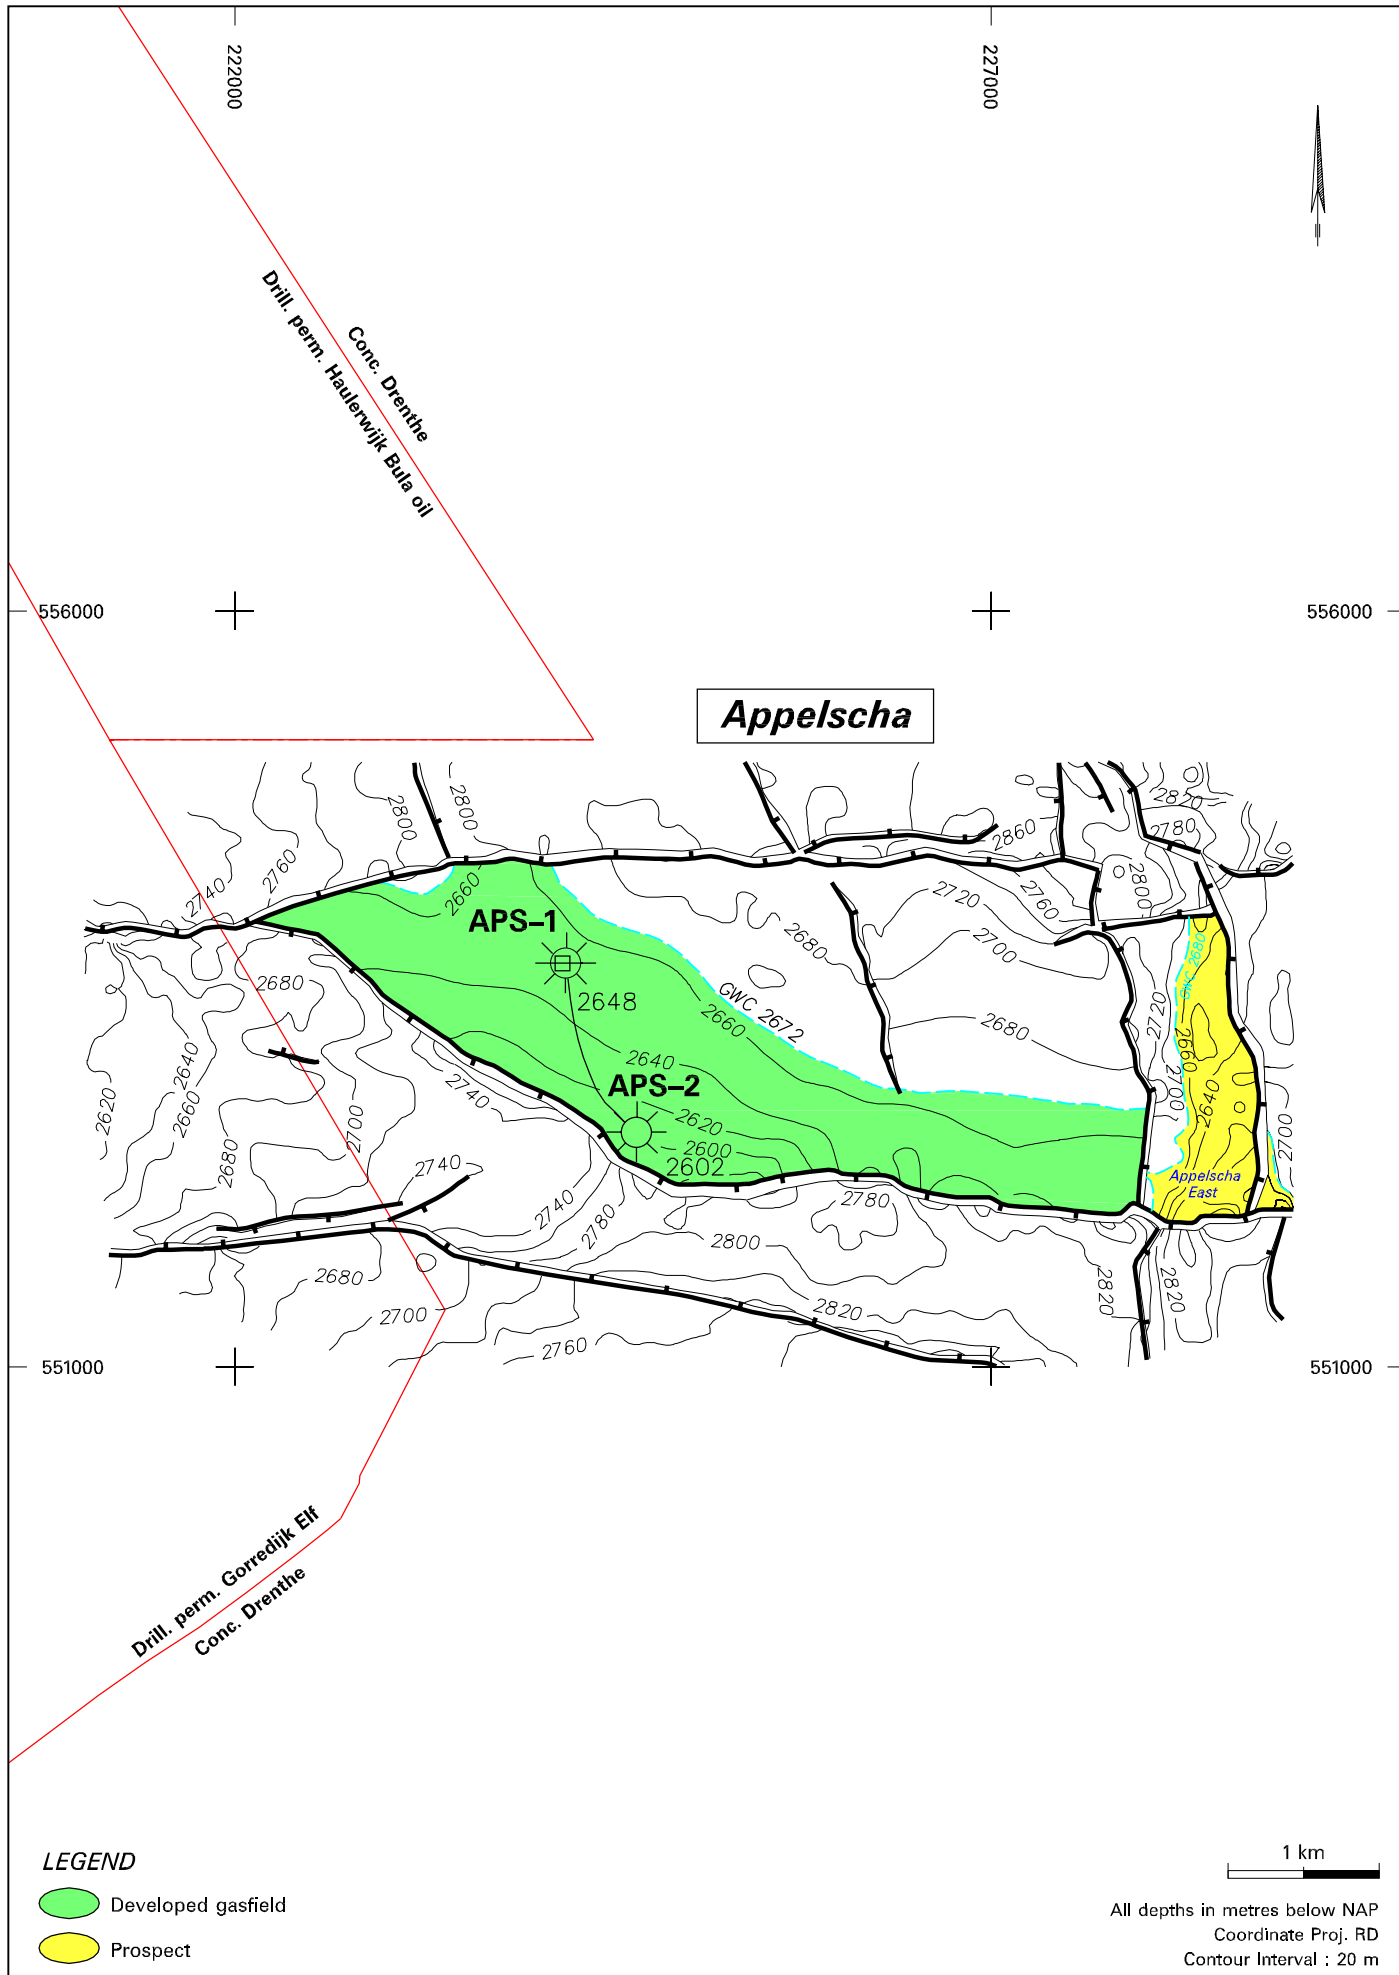 222000
227000
Conc. Drenthe
Drill. perm. Haulerwijk Bula oil
556000
556000
Appelscha
2800
2800
2820
2780
2860
2740
2760
2660
2720
2760
2800
APS–1
2680
2700
GWC 2680
2680
2648
GWC 2672
2660
2680
2720
2640
2640
2660
2660
2700
2620
2700
2740
APS–2
2620
2640
2700
2680
2600
2602
2740
Appelscha
East
2740
2780
2780
2800
2680
2820
2820
2700
2820
2760
551000
551000
Drill. perm. Gorredijk Elf
Conc. Drenthe
LEGEND
Developed gasfield
Prospect
1 km
All depths in metres below NAP
Coordinate Proj. RD
Contour Interval : 20 m